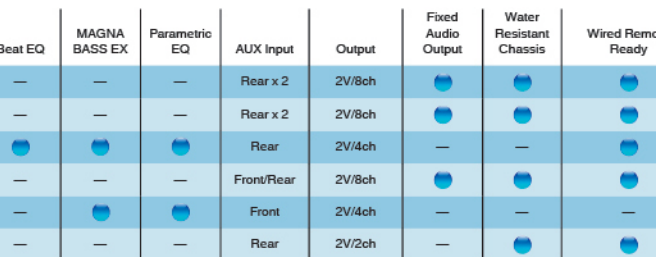 Beat EQ MAGNA BASS EX Parametric EQ AUX Input Output Fixed Audio Output Water Resistant Chassis Wired Ready
— — — Rear x 2 2V/8ch
— — — Rear x 2 2V/8ch
Rear 2V/4ch — —
— — — Front/Rear 2V/8ch
— Front 2V/4ch — — —
— — — Rear 2V/2ch —